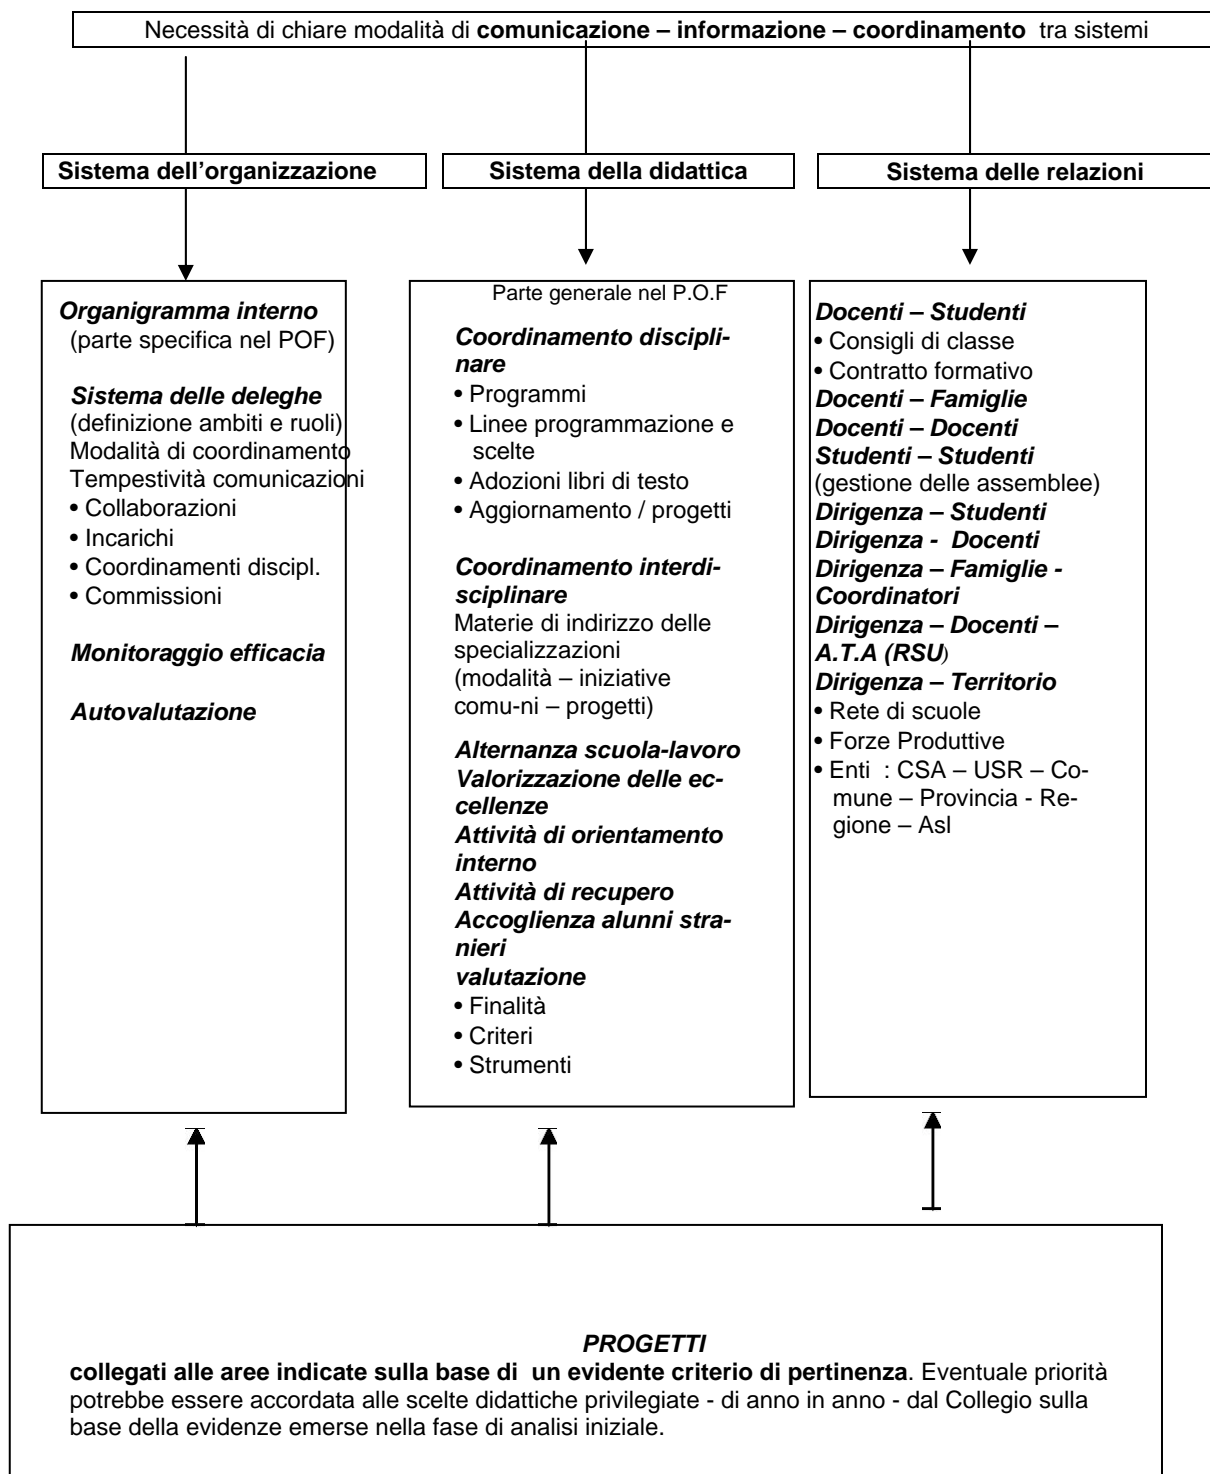 Necessità di chiare modalità di comunicazione – informazione – coordinamento tra sistemi
Sistema dell'organizzazione
Sistema della didattica
Sistema delle relazioni
Organigramma interno
(parte specifica nel POF)
Sistema delle deleghe
(definizione ambiti e ruoli)
Modalità di coordinamento
Tempestività comunicazioni
• Collaborazioni
• Incarichi
• Coordinamenti discipl.
• Commissioni
Monitoraggio efficacia
Autovalutazione
Parte generale nel P.O.F
Coordinamento discipli-
nare
• Programmi
• Linee programmazione e
scelte
• Adozioni libri di testo
• Aggiornamento / progetti
Coordinamento interdi-
sciplinare
Materie di indirizzo delle
specializzazioni
(modalità – iniziative
comu-ni – progetti)
Alternanza scuola-lavoro
Valorizzazione delle ec-
cellenze
Attività di orientamento
interno
Attività di recupero
Accoglienza alunni stra-
nieri
valutazione
• Finalità
• Criteri
• Strumenti
Docenti – Studenti
• Consigli di classe
• Contratto formativo
Docenti – Famiglie
Docenti – Docenti
Studenti – Studenti
(gestione delle assemblee)
Dirigenza – Studenti
Dirigenza - Docenti
Dirigenza – Famiglie -
Coordinatori
Dirigenza – Docenti –
A.T.A (RSU)
Dirigenza – Territorio
• Rete di scuole
• Forze Produttive
• Enti : CSA – USR – Co-
mune – Provincia - Re-
gione – Asl
PROGETTI
collegati alle aree indicate sulla base di un evidente criterio di pertinenza. Eventuale priorità
potrebbe essere accordata alle scelte didattiche privilegiate - di anno in anno - dal Collegio sulla
base della evidenze emerse nella fase di analisi iniziale.